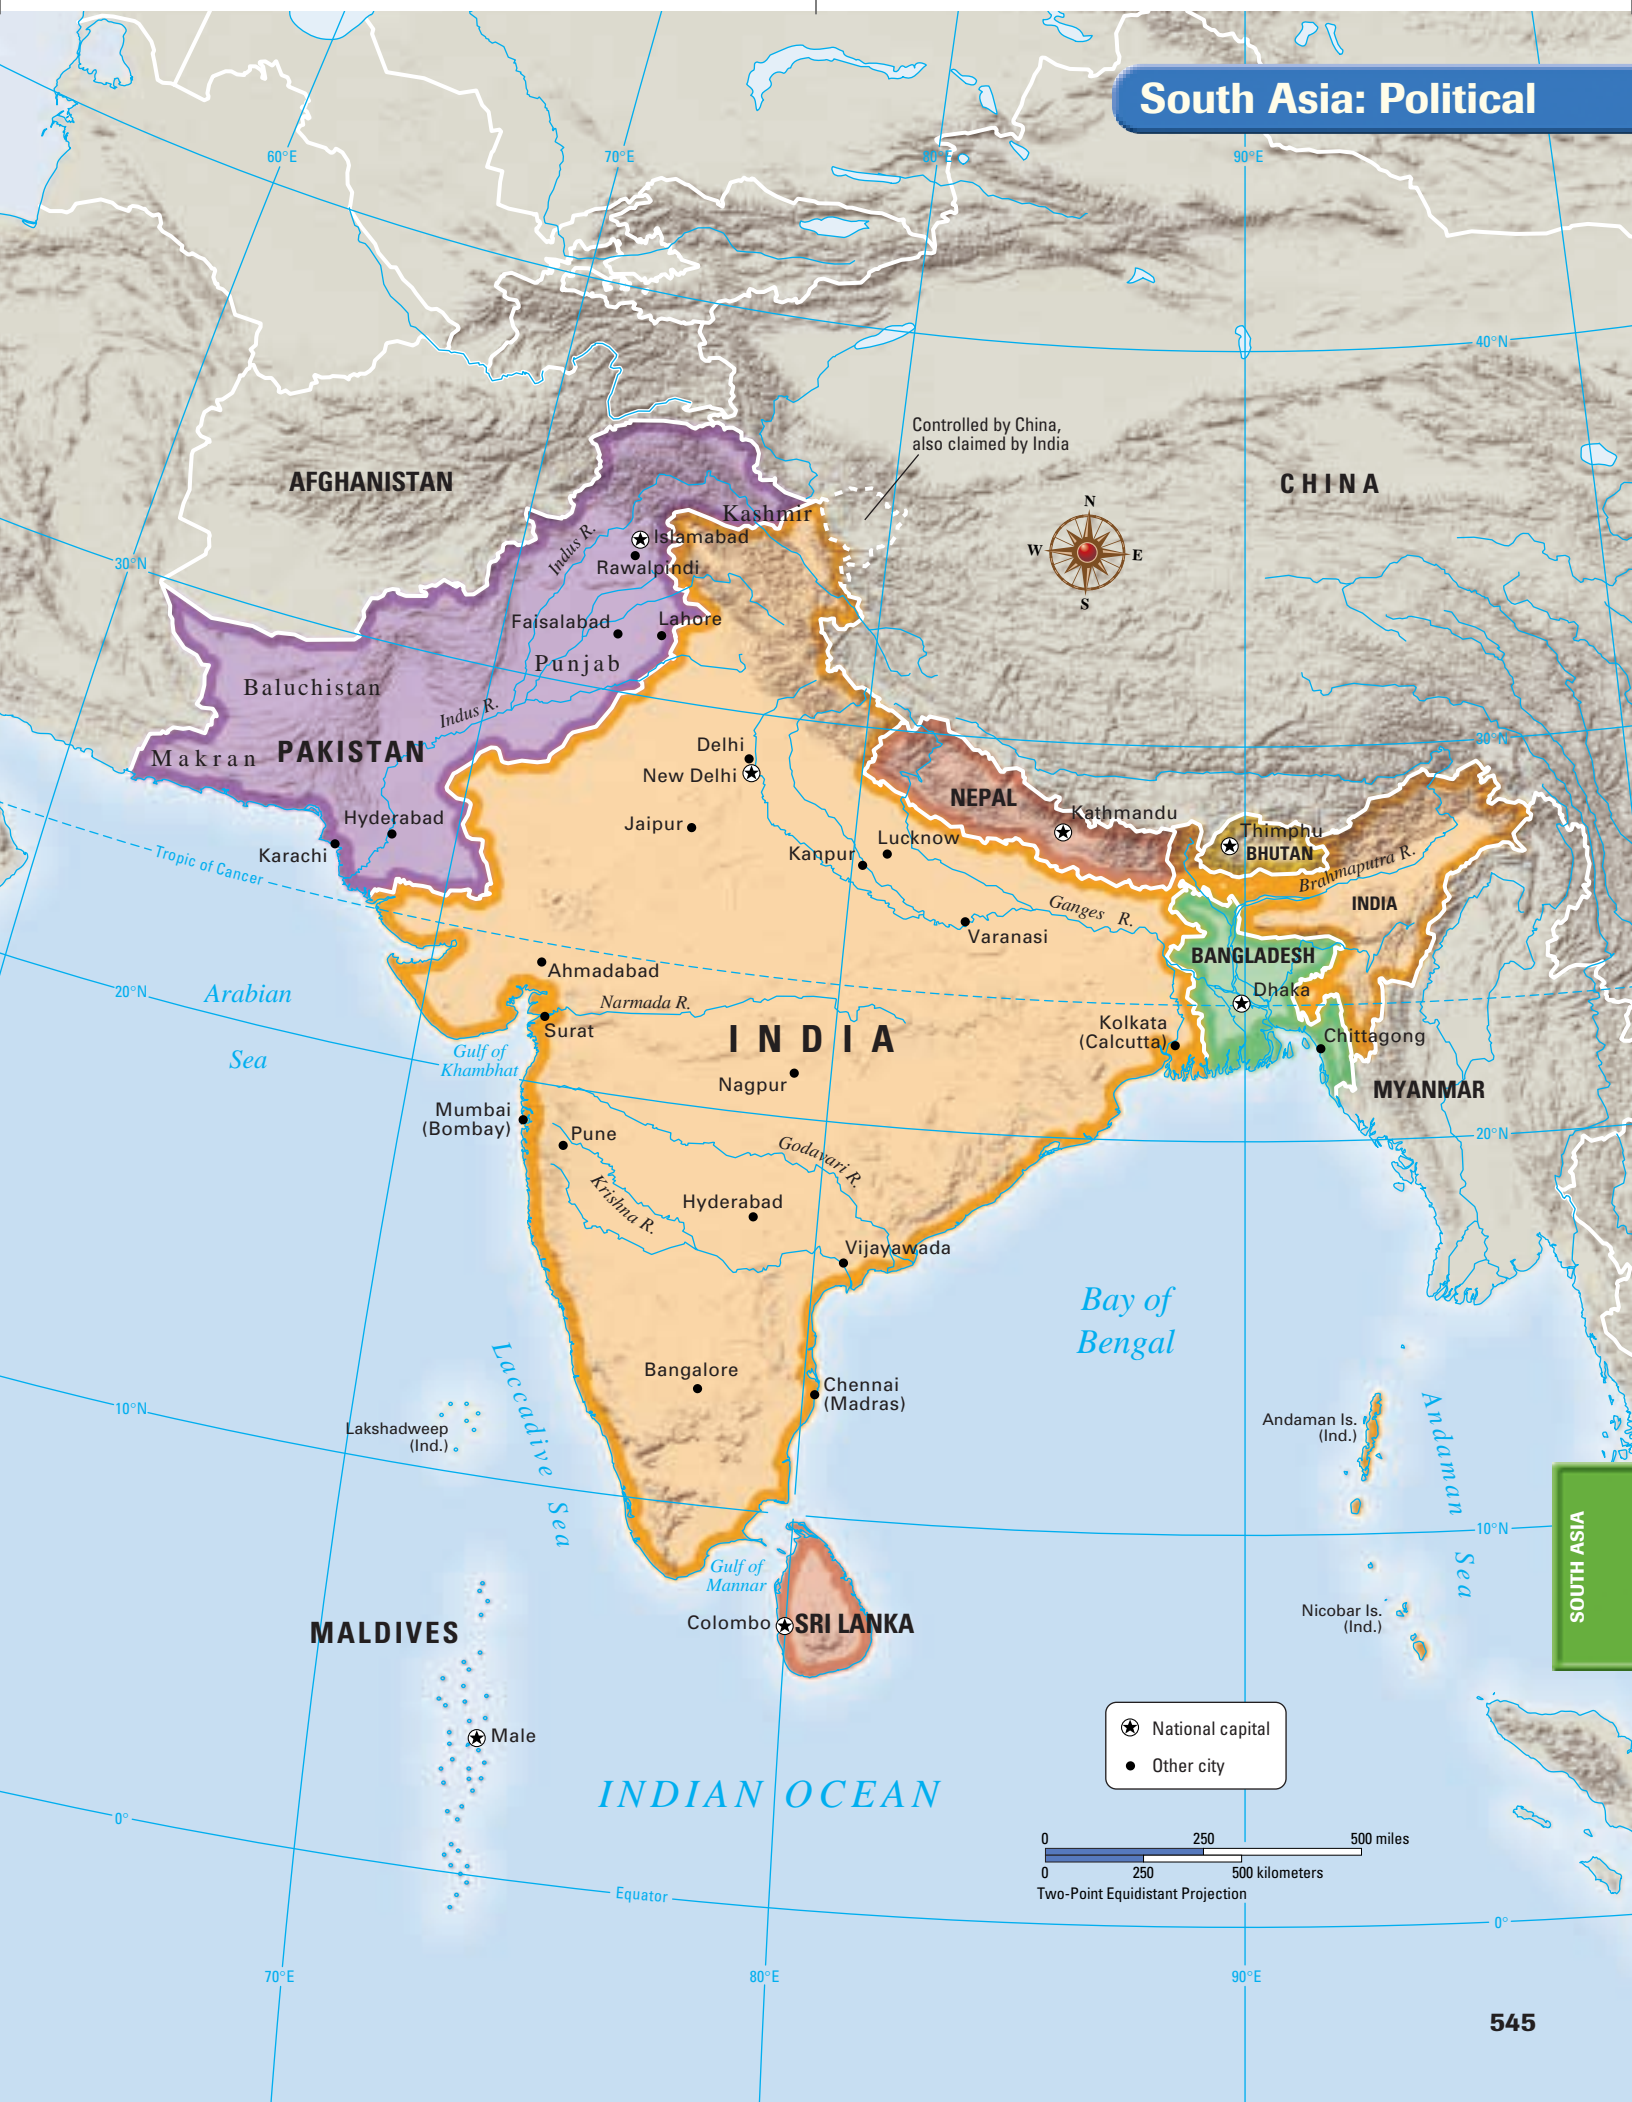 South Asia: Political
60°E
70°E
80°E
90°E
40°N
Controlled by China,
also claimed by India
AFGHANISTAN
CHINA
N
W
E
S
Kashmir
Indus R.
Islamabad
Rawalpindi
30°N
Faisalabad
Lahore
Punjab
Baluchistan
Indus R.
Makran
PAKISTAN
Delhi
New Delhi
30°N
NEPAL
Kathmandu
Hyderabad
Jaipur
Lucknow
Thimphu
BHUTAN
Karachi
Kanpur
Brahmaputra R.
Tropic of Cancer
Ganges R.
INDIA
Varanasi
BANGLADESH
Ahmadabad
Dhaka
20°N
Arabian
Sea
Narmada R.
Surat
INDIA
Kolkata
(Calcutta)
Chittagong
Gulf of
Khambhat
Nagpur
MYANMAR
Mumbai
(Bombay)
Pune
Godavari R.
20°N
Krishna R.
Hyderabad
Vijayawada
Bay of
Bengal
Laccadive Sea
Bangalore
Chennai
(Madras)
10°N
Lakshadweep
(Ind.)
Andaman Is.
(Ind.)
Andaman Sea
10°N
SOUTH ASIA
Gulf of
Mannar
Nicobar Is.
(Ind.)
MALDIVES
Colombo
SRI LANKA
Male
National capital
Other city
INDIAN OCEAN
0°
0 250 500 miles
0 250 500 kilometers
Two-Point Equidistant Projection
Equator
0°
70°E
80°E
90°E
545